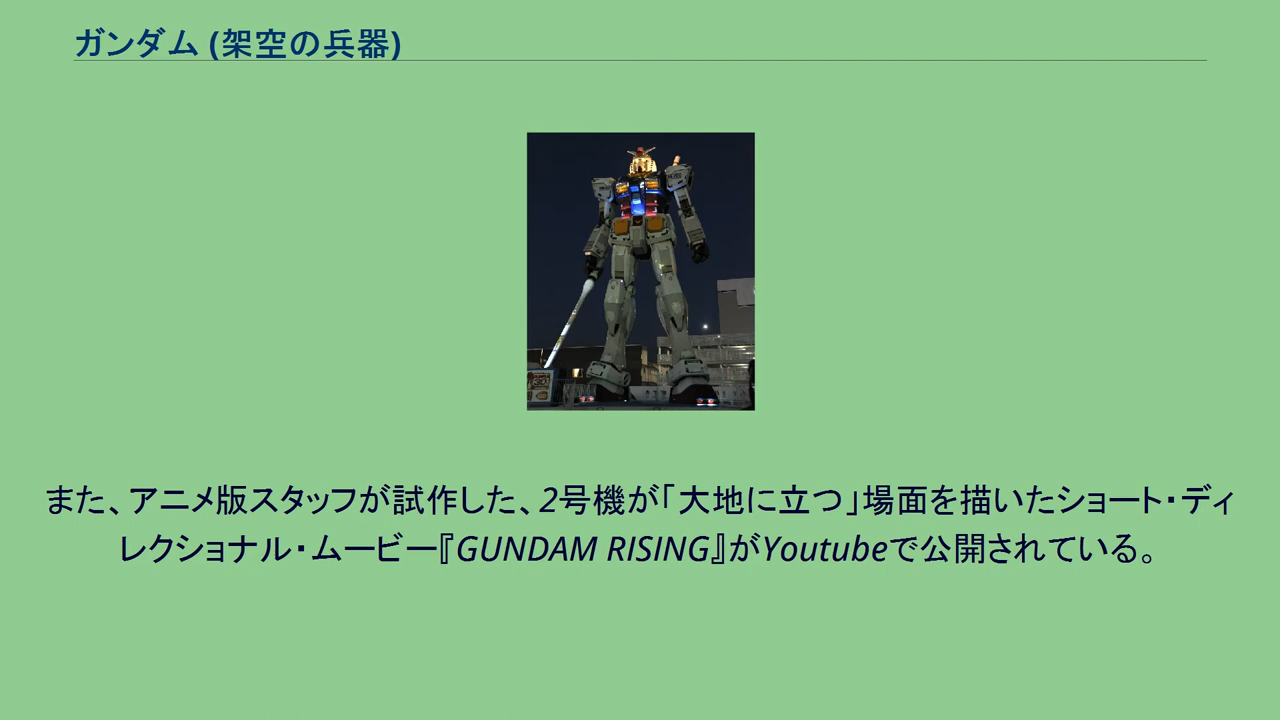 ガンダム (架空の兵器)
また、アニメ版スタッフが試作した、2号機が「大地に立つ」場面を描いたショート・ディ
レクショナル・ムービー『GUNDAM RISING』がYoutubeで公開されている。